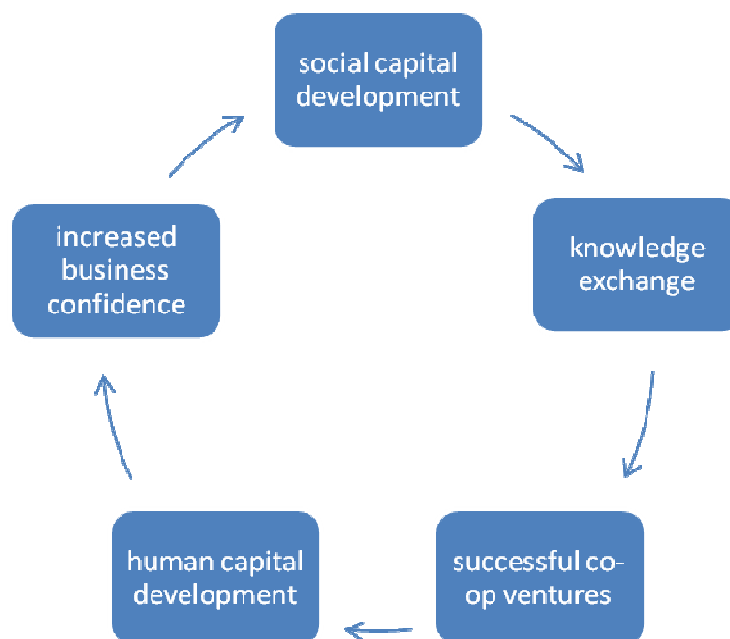 social capital
development
knowledge
exchange
successful co-
op ventures
human capital
development
increased
business
confidence